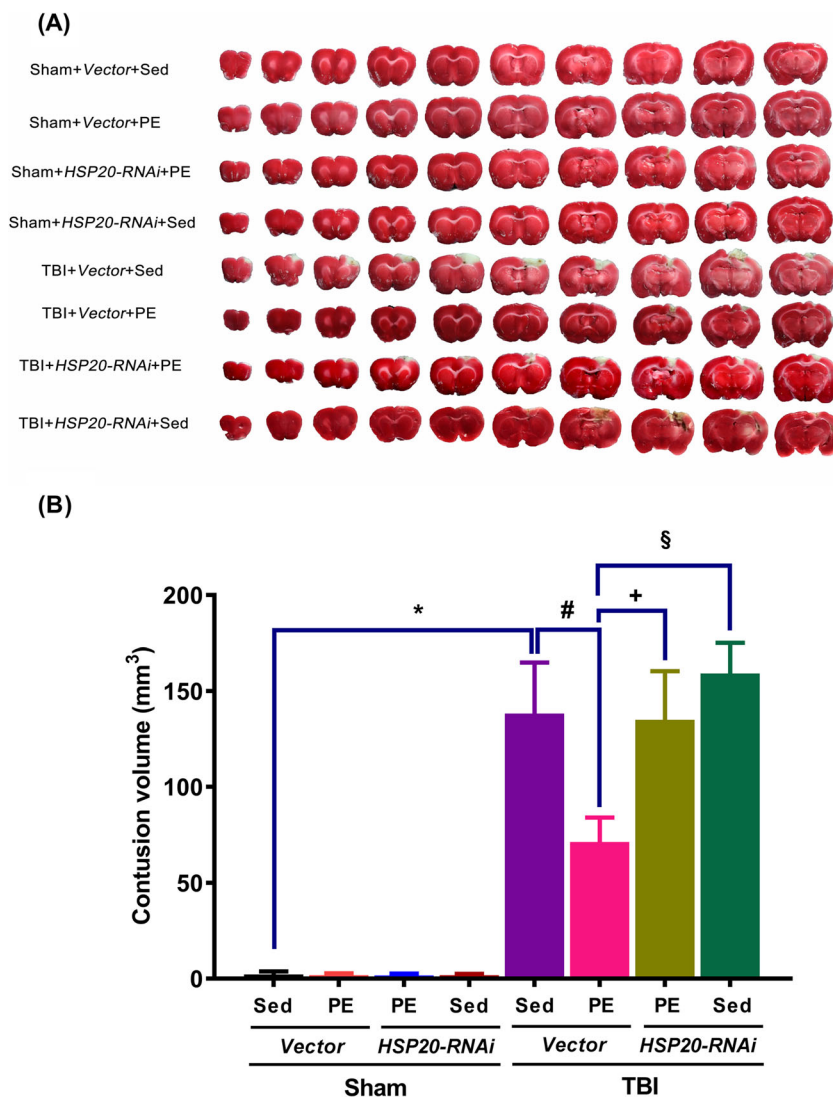 (A)
Sham+Vector+Sed
Sham+Vector+PE
Sham+HSP20-RNAi+PE
Sham+HSP20-RNAi+Sed
TBI+Vector+Sed
TBI+Vector+PE
TBI+HSP20-RNAi+PE
TBI+HSP20-RNAi+Sed
(B)
§
* # +
200
150
100
50
0
Contusion volume (mm³)
Sed PE PE Sed Sed PE PE Sed
Vector HSP20-RNAi Vector HSP20-RNAi
Sham TBI